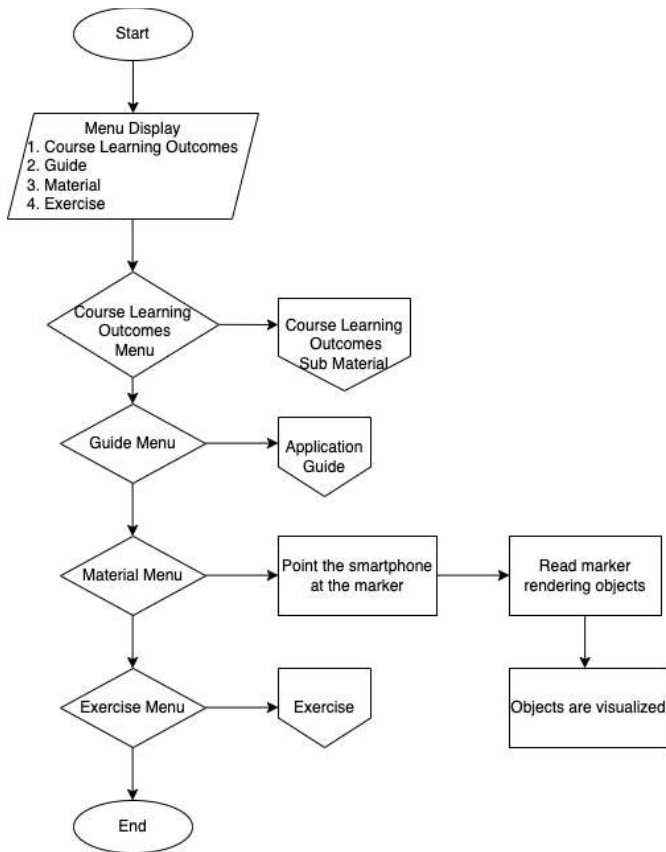 Start
Menu Display
1. Course Learning Outcomes
2. Guide
3. Material
4. Exercise
Course Learning
Outcomes
Menu
Course Learning
Outcomes
Sub Material
Guide Menu
Application
Guide
Material Menu
Point the smartphone
at the marker
Read marker
rendering objects
Exercise Menu
Exercise
Objects are visualized
End